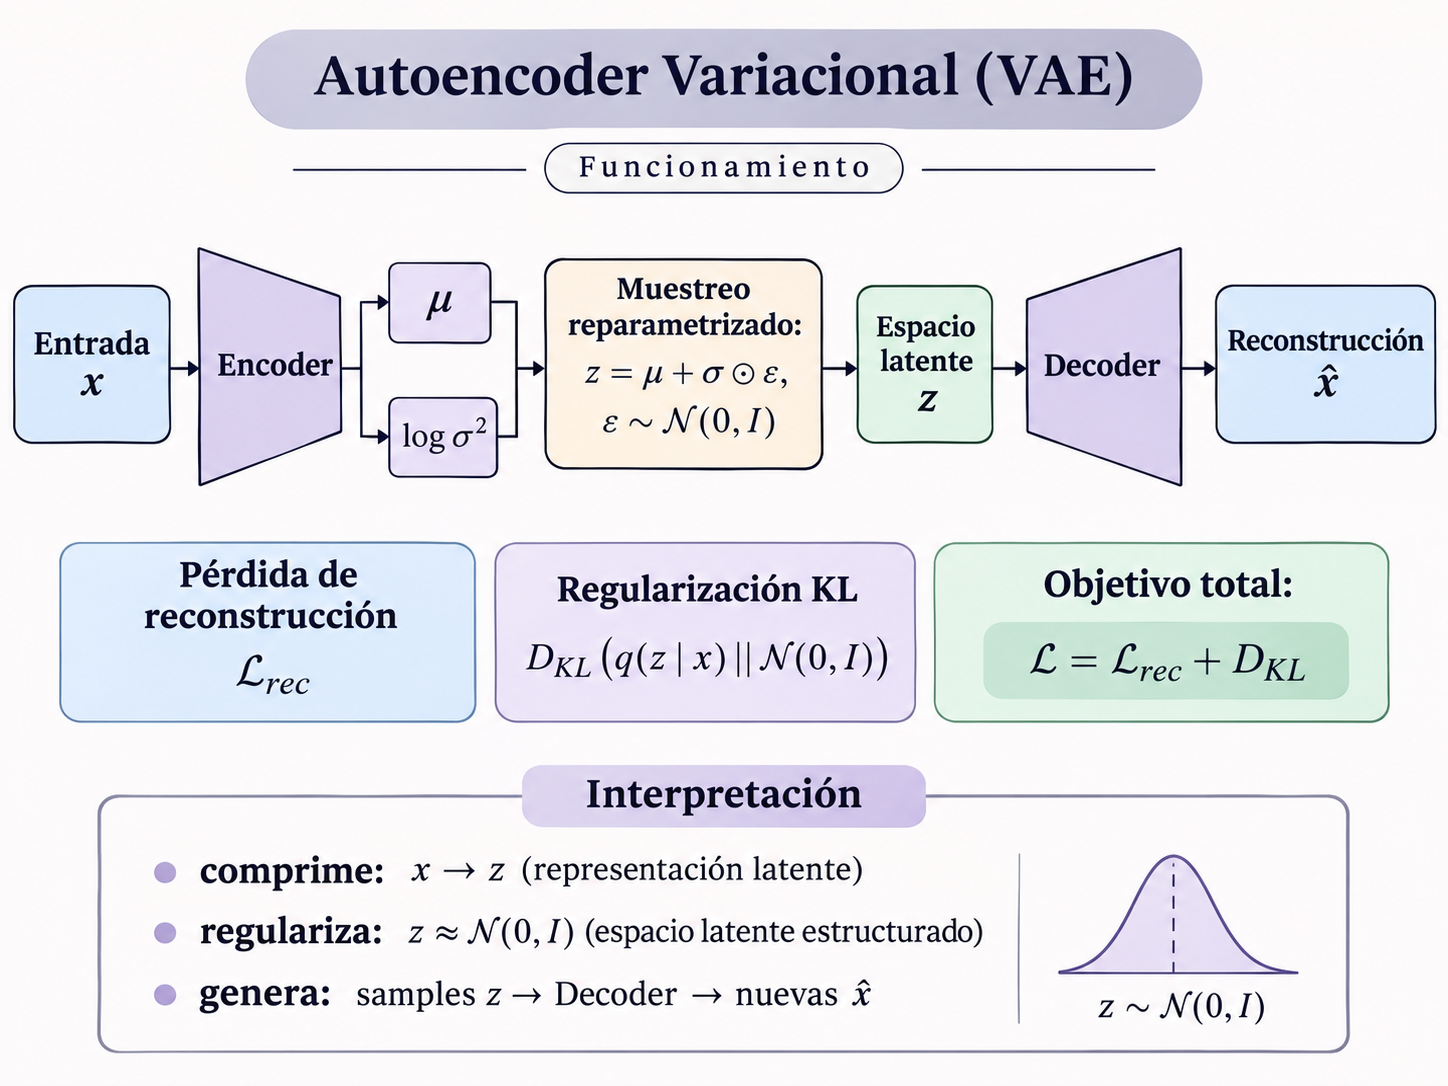 Autoencoder Variacional (VAE)
Funcionamiento
Entrada
x
Encoder
μ
log σ²
Muestreo
reparametrizado:
z = μ + σ ⊙ ε,
ε ∼ 𝒩(0, I)
Espacio
latente
z
Decoder
Reconstrucción
x̂
Pérdida de
reconstrucción
ℒ_rec
Regularización KL
D_KL (q(z | x) || 𝒩(0, I))
Objetivo total:
ℒ = ℒ_rec + D_KL
Interpretación
comprime: x → z (representación latente)
regulariza: z ≈ 𝒩(0, I) (espacio latente estructurado)
genera: samples z → Decoder → nuevas x̂
z ∼ 𝒩(0, I)